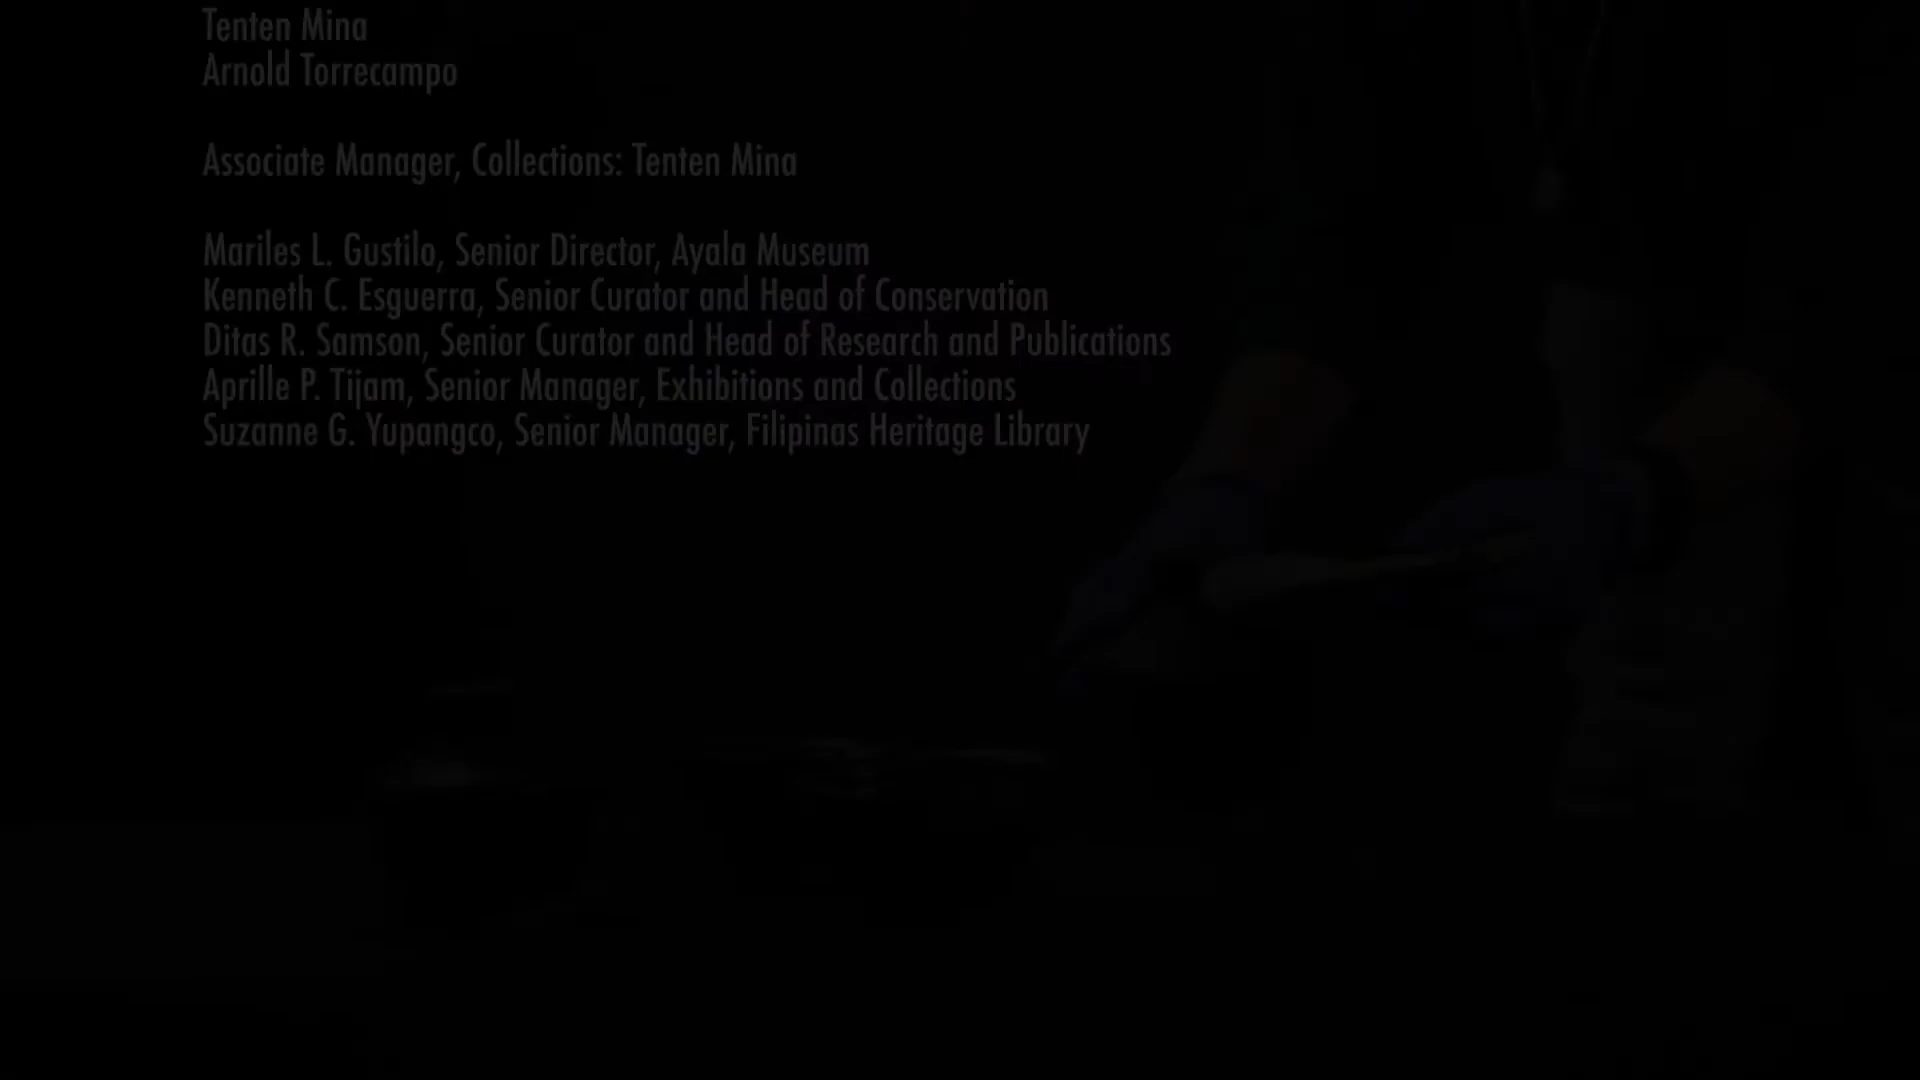 Tenten Mina
Arnold Torrecampo
Associate Manager, Collections: Tenten Mina
Mariles L. Gustilo, Senior Director, Ayala Museum
Kenneth C. Esguerra, Senior Curator and Head of Conservation
Ditas R. Samson, Senior Curator and Head of Research and Publications
Aprille P. Tijam, Senior Manager, Exhibitions and Collections
Suzanne G. Yupangco, Senior Manager, Filipinas Heritage Library